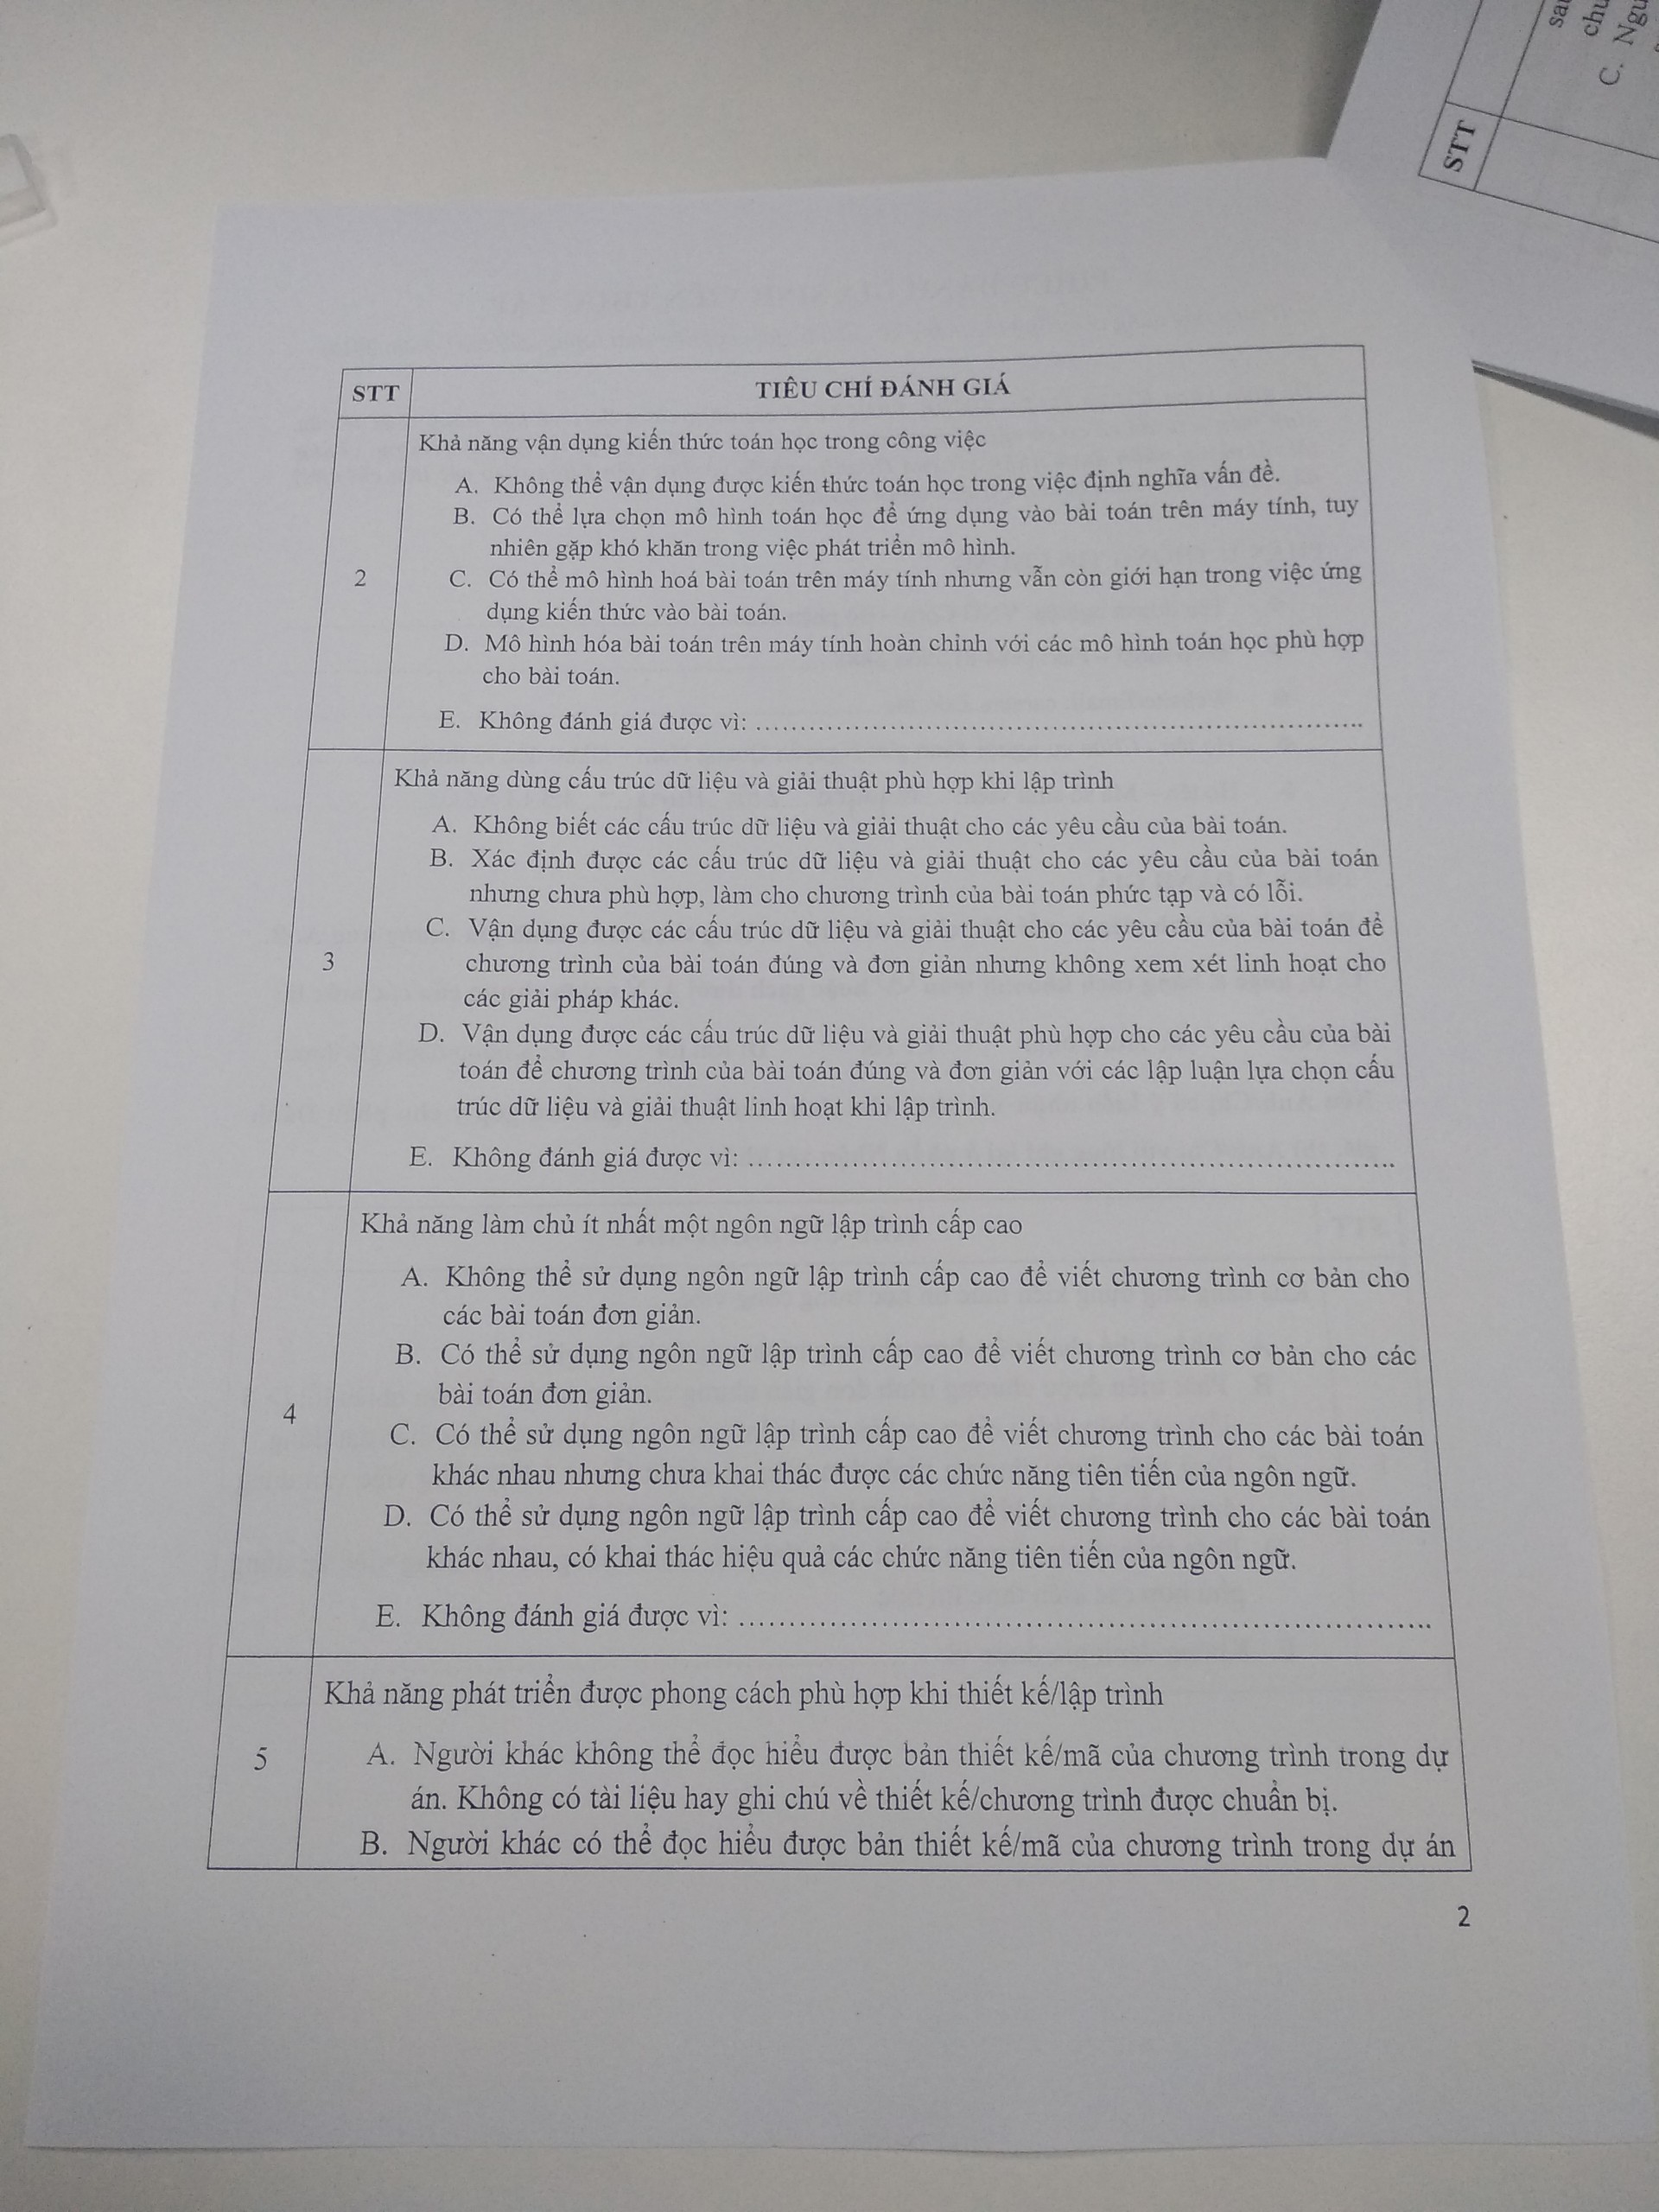 STT
TIÊU CHÍ ĐÁNH GIÁ
2
Khả năng vận dụng kiến thức toán học trong công việc
A. Không thể vận dụng được kiến thức toán học trong việc định nghĩa vấn đề.
B. Có thể lựa chọn mô hình toán học để ứng dụng vào bài toán trên máy tính, tuy
nhiên gặp khó khăn trong việc phát triển mô hình.
C. Có thể mô hình hoá bài toán trên máy tính nhưng vẫn còn giới hạn trong việc ứng
dụng kiến thức vào bài toán.
D. Mô hình hóa bài toán trên máy tính hoàn chỉnh với các mô hình toán học phù hợp
cho bài toán.
E. Không đánh giá được vì: ........................................................................
3
Khả năng dùng cấu trúc dữ liệu và giải thuật phù hợp khi lập trình
A. Không biết các cấu trúc dữ liệu và giải thuật cho các yêu cầu của bài toán.
B. Xác định được các cấu trúc dữ liệu và giải thuật cho các yêu cầu của bài toán
nhưng chưa phù hợp, làm cho chương trình của bài toán phức tạp và có lỗi.
C. Vận dụng được các cấu trúc dữ liệu và giải thuật cho các yêu cầu của bài toán để
chương trình của bài toán đúng và đơn giản nhưng không xem xét linh hoạt cho
các giải pháp khác.
D. Vận dụng được các cấu trúc dữ liệu và giải thuật phù hợp cho các yêu cầu của bài
toán để chương trình của bài toán đúng và đơn giản với các lập luận lựa chọn cấu
trúc dữ liệu và giải thuật linh hoạt khi lập trình.
E. Không đánh giá được vì: ........................................................................
4
Khả năng làm chủ ít nhất một ngôn ngữ lập trình cấp cao
A. Không thể sử dụng ngôn ngữ lập trình cấp cao để viết chương trình cơ bản cho
các bài toán đơn giản.
B. Có thể sử dụng ngôn ngữ lập trình cấp cao để viết chương trình cơ bản cho các
bài toán đơn giản.
C. Có thể sử dụng ngôn ngữ lập trình cấp cao để viết chương trình cho các bài toán
khác nhau nhưng chưa khai thác được các chức năng tiên tiến của ngôn ngữ.
D. Có thể sử dụng ngôn ngữ lập trình cấp cao để viết chương trình cho các bài toán
khác nhau, có khai thác hiệu quả các chức năng tiên tiến của ngôn ngữ.
E. Không đánh giá được vì: ........................................................................
5
Khả năng phát triển được phong cách phù hợp khi thiết kế/lập trình
A. Người khác không thể đọc hiểu được bản thiết kế/mã của chương trình trong dự
án. Không có tài liệu hay ghi chú về thiết kế/chương trình được chuẩn bị.
B. Người khác có thể đọc hiểu được bản thiết kế/mã của chương trình trong dự án
2
STT
C.